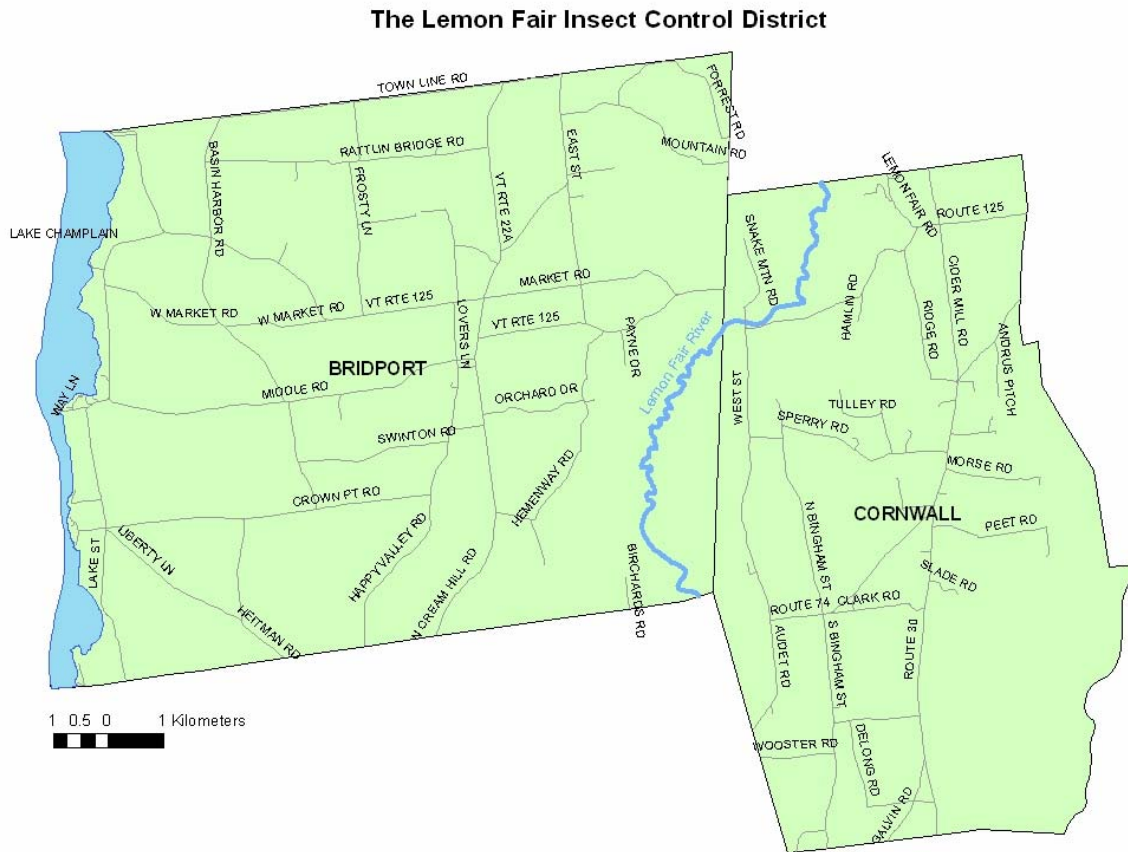 The Lemon Fair Insect Control District
TOWN LINE RD
FORREST RD
BASIN HARBOR RD
RATTLIN BRIDGE RD
EAST ST
MOUNTAIN RD
FROSTY LN
VT RTE 22A
LEMON FAIR RD
ROUTE 125
LAKE CHAMPLAIN
SNAKE MTN RD
CIDER MILL RD
MARKET RD
HAMLIN RD
W MARKET RD
W MARKET RD
VT RTE 125
LOVERS LN
VT RTE 125
PAYNE DR
RIDGE RD
ANDRUS PITCH
Lemon Fair River
BRIDPORT
WAY LN
MIDDLE RD
ORCHARD DR
WEST ST
TULLEY RD
SPERRY RD
SWINTON RD
MORSE RD
HEMENWAY RD
CROWN PT RD
N BINGHAM ST
CORNWALL
PEET RD
LIBERTY LN
LAKE ST
HAPPY VALLEY RD
N CREAM HILL RD
BIRCHARDS RD
SLADE RD
HEITMAN RD
ROUTE 74
CLARK RD
AUDET RD
S BINGHAM ST
ROUTE 30
1 0.5 0 1 Kilometers
WOOSTER RD
DELONG RD
GALVIN RD